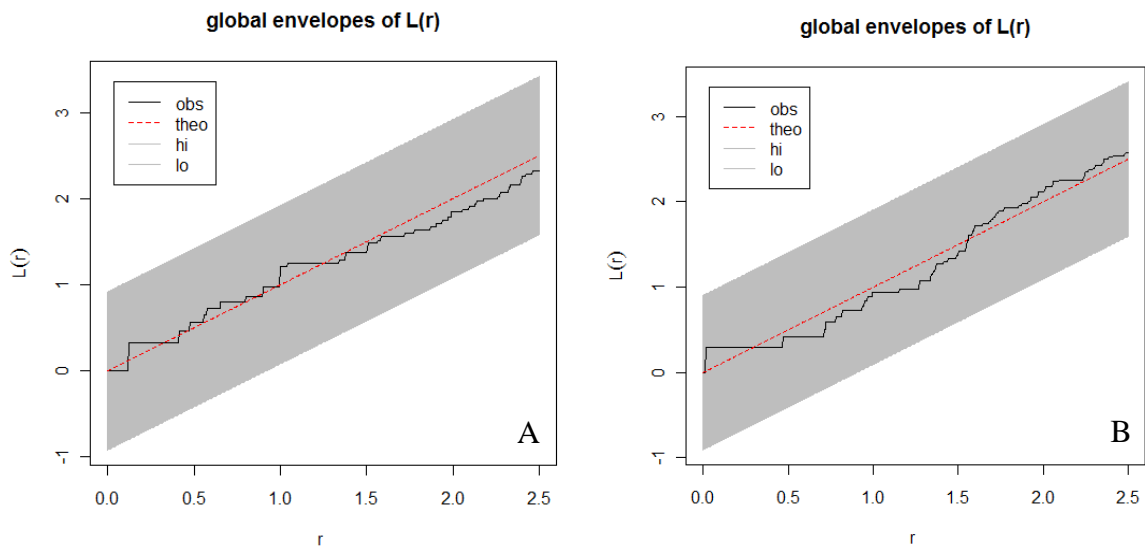 global envelopes of L(r)
obs
theo
hi
lo
L(r)
3
2
1
0
-1
0.0 0.5 1.0 1.5 2.0 2.5
r
A
global envelopes of L(r)
obs
theo
hi
lo
L(r)
3
2
1
0
-1
0.0 0.5 1.0 1.5 2.0 2.5
r
B